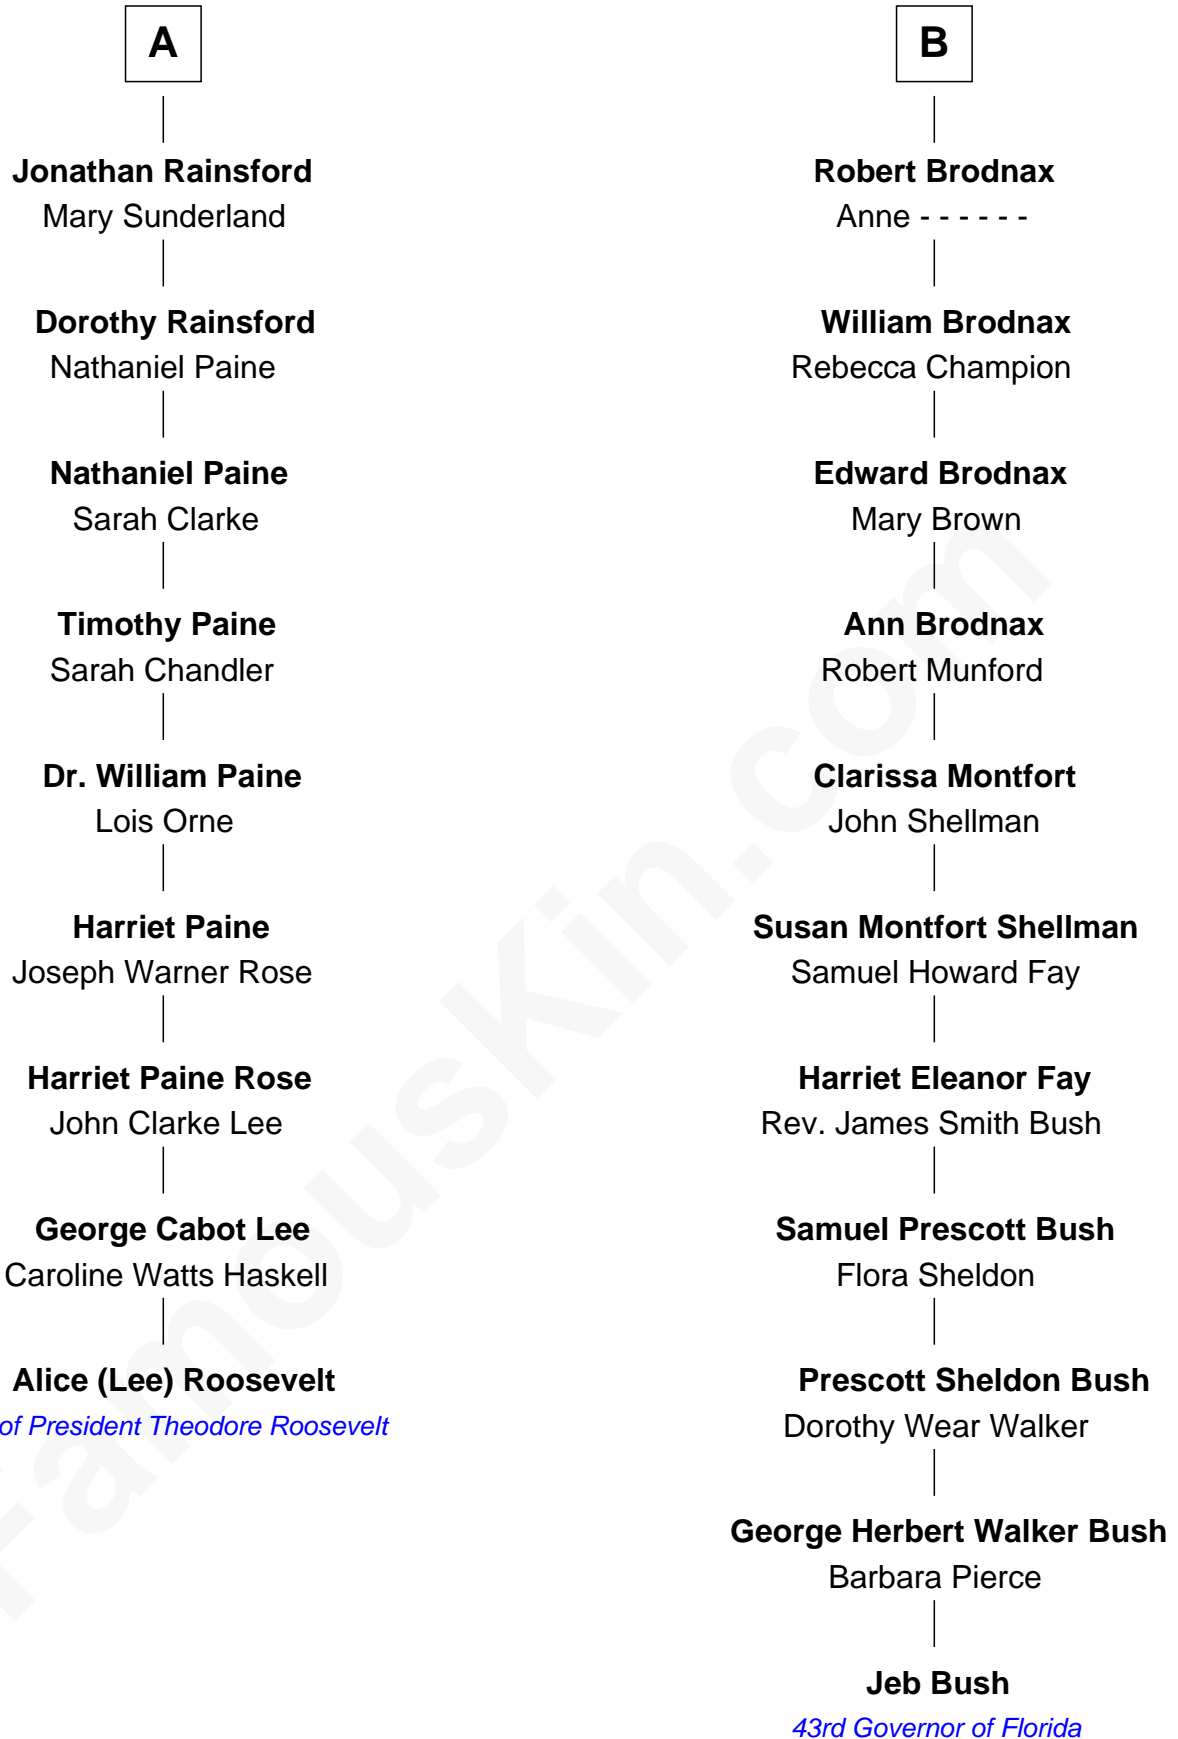 A
Jonathan Rainsford
Mary Sunderland
Dorothy Rainsford
Nathaniel Paine
Nathaniel Paine
Sarah Clarke
Timothy Paine
Sarah Chandler
Dr. William Paine
Lois Orne
Harriet Paine
Joseph Warner Rose
Harriet Paine Rose
John Clarke Lee
George Cabot Lee
Caroline Watts Haskell
Alice (Lee) Roosevelt
of President Theodore Roosevelt
B
Robert Brodnax
Anne - - - - - -
William Brodnax
Rebecca Champion
Edward Brodnax
Mary Brown
Ann Brodnax
Robert Munford
Clarissa Montfort
John Shellman
Susan Montfort Shellman
Samuel Howard Fay
Harriet Eleanor Fay
Rev. James Smith Bush
Samuel Prescott Bush
Flora Sheldon
Prescott Sheldon Bush
Dorothy Wear Walker
George Herbert Walker Bush
Barbara Pierce
Jeb Bush
43rd Governor of Florida
FamousKin.com